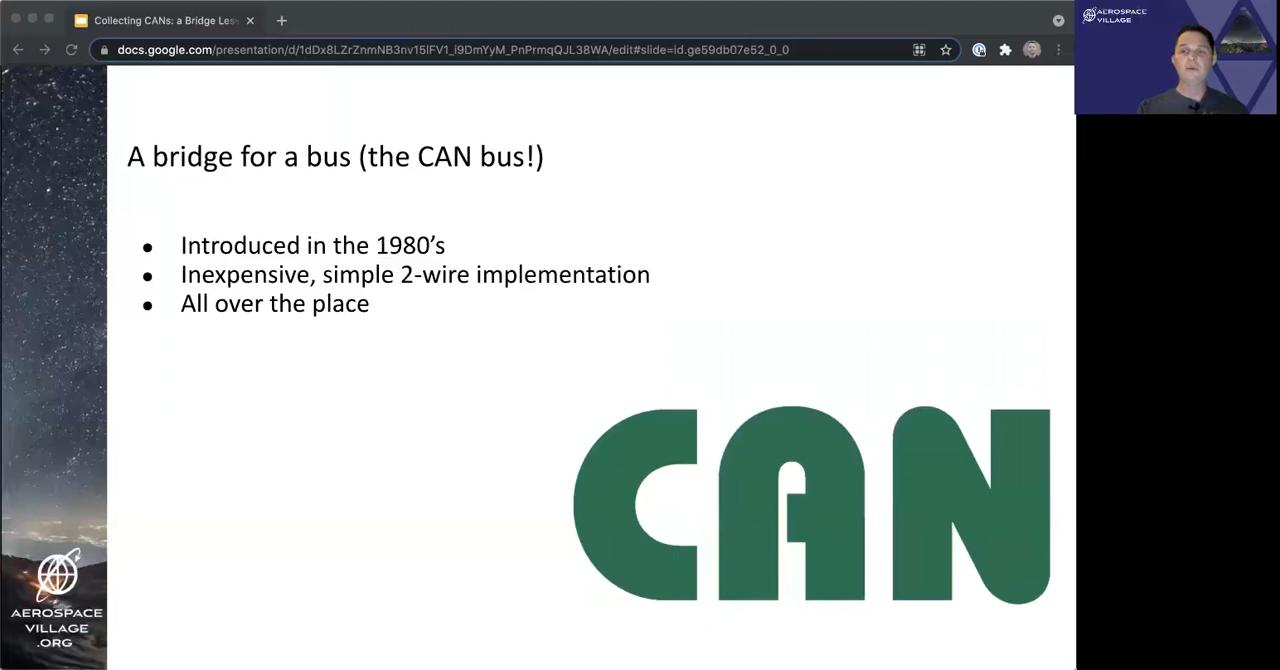 Collecting CANs: a Bridge Les
docs.google.com/presentation/d/1dDx8LZrZnmNB3nv15lFV1_i9DmYyM_PnPrmqQJL38WA/edit#slide=id.ge59db07e52_0_0
AEROSPACE
VILLAGE
A bridge for a bus (the CAN bus!)
● Introduced in the 1980’s
● Inexpensive, simple 2-wire implementation
● All over the place
CAN
AEROSPACE
VILLAGE
.ORG